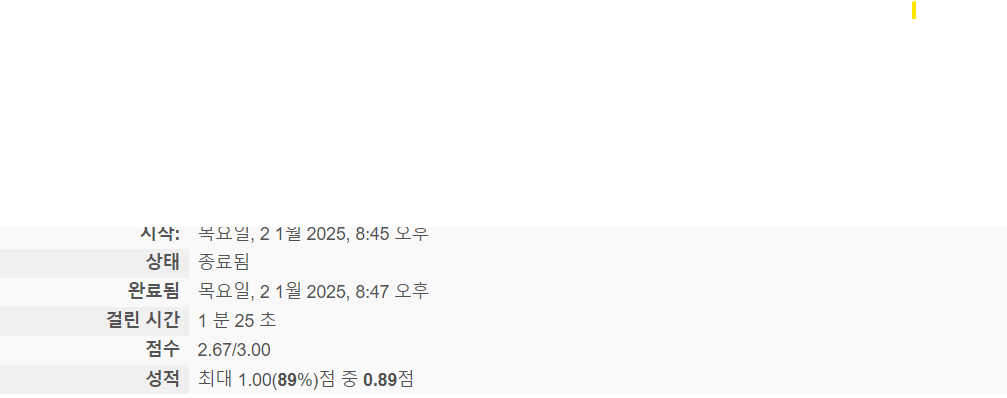 시작: 목요일, 2 1월 2025, 8:45 오후
상태 종료됨
완료됨 목요일, 2 1월 2025, 8:47 오후
걸린 시간 1 분 25 초
점수 2.67/3.00
성적 최대 1.00(89%)점 중 0.89점